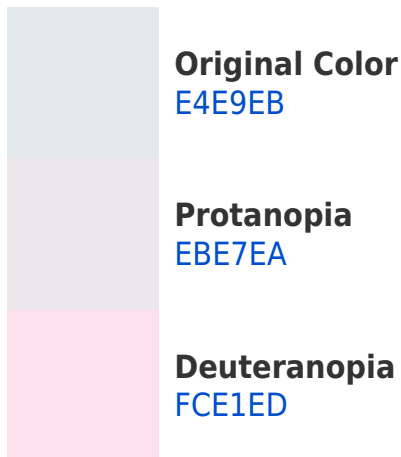 Original Color
E4E9EB
Protanopia
EBE7EA
Deuteranopia
FCE1ED